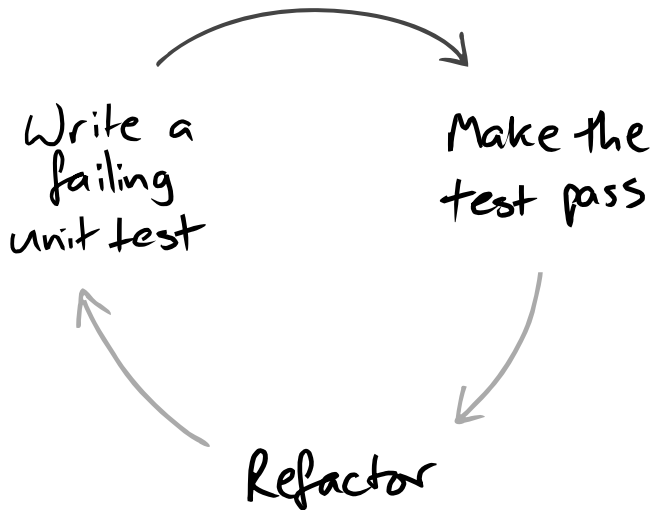 Write a
failing
unit test
Make the
test pass
Refactor